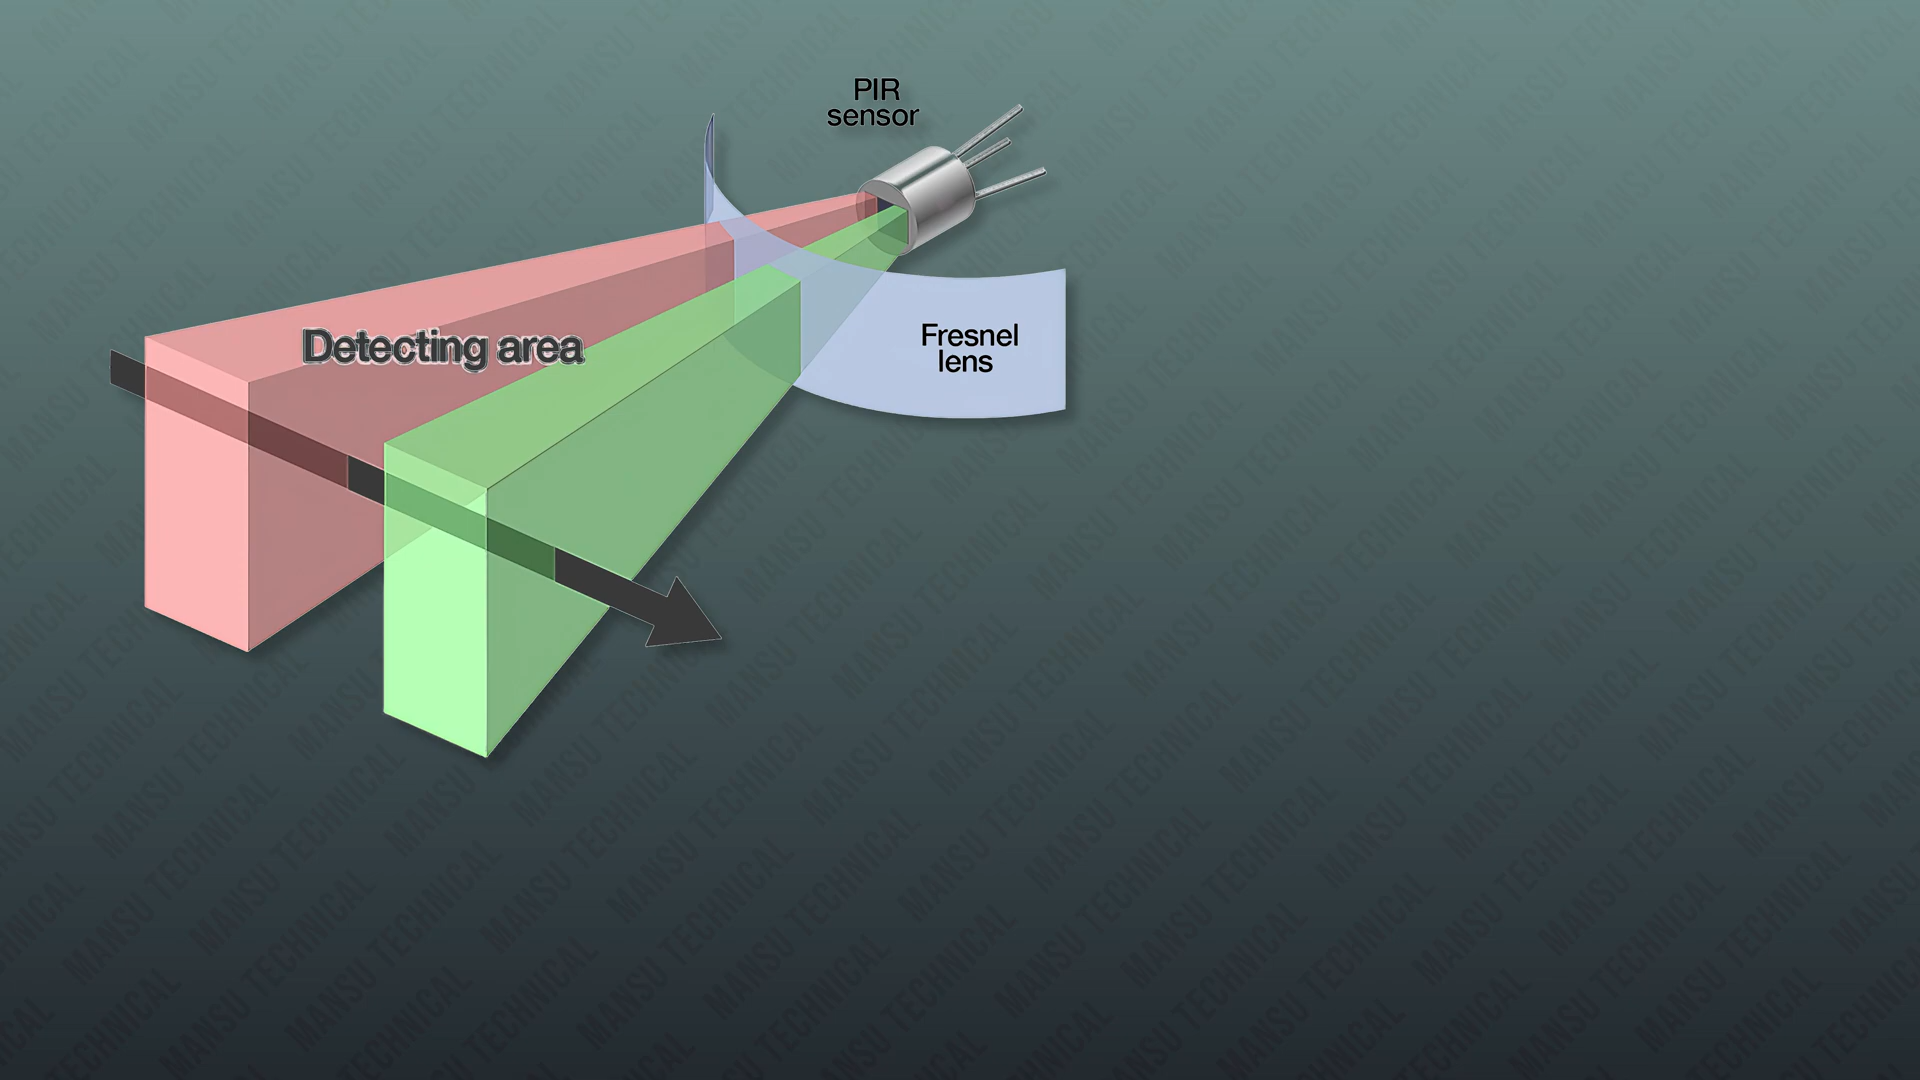 PIR
sensor
Detecting area
Fresnel
lens
MANSU TECHNICAL